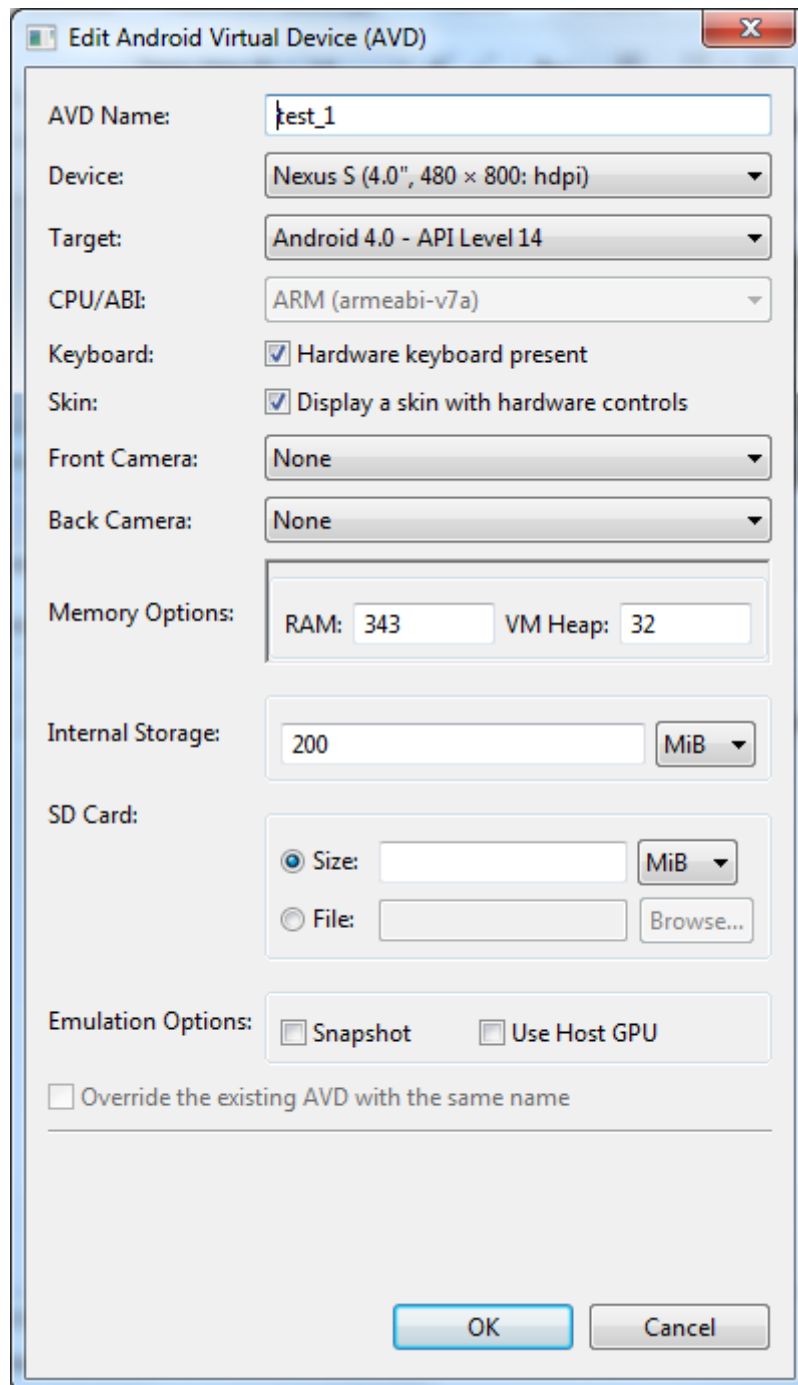 Edit Android Virtual Device (AVD)
AVD Name: test_1
Device: Nexus S (4.0", 480 × 800: hdpi)
Target: Android 4.0 - API Level 14
CPU/ABI: ARM (armeabi-v7a)
Keyboard: Hardware keyboard present
Skin: Display a skin with hardware controls
Front Camera: None
Back Camera: None
Memory Options: RAM: 343 VM Heap: 32
Internal Storage: 200 MiB
SD Card:
Size: MiB
File: Browse...
Emulation Options: Snapshot Use Host GPU
Override the existing AVD with the same name
OK Cancel